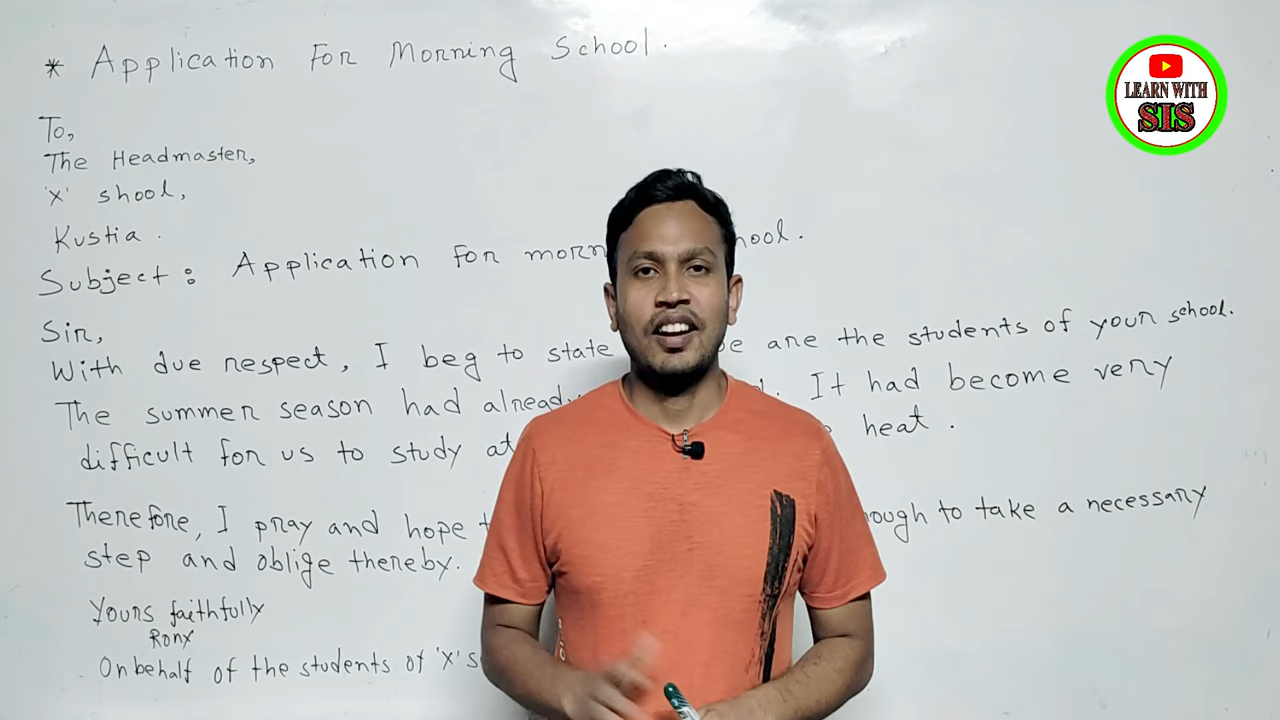 * Application For Morning School.
LEARN WITH
SIS
To,
The Headmaster,
'X' shool,
Kustia.
Subject: Application For morn hool.
Sir,
With due respect, I beg to state are the students of your school.
The summer season had already It had become very
difficult for us to study at heat.
Therefore, I pray and hope to take a necessary
step and oblige thereby.
Yours faithfully
Rony
On behalf of the students of 'X'